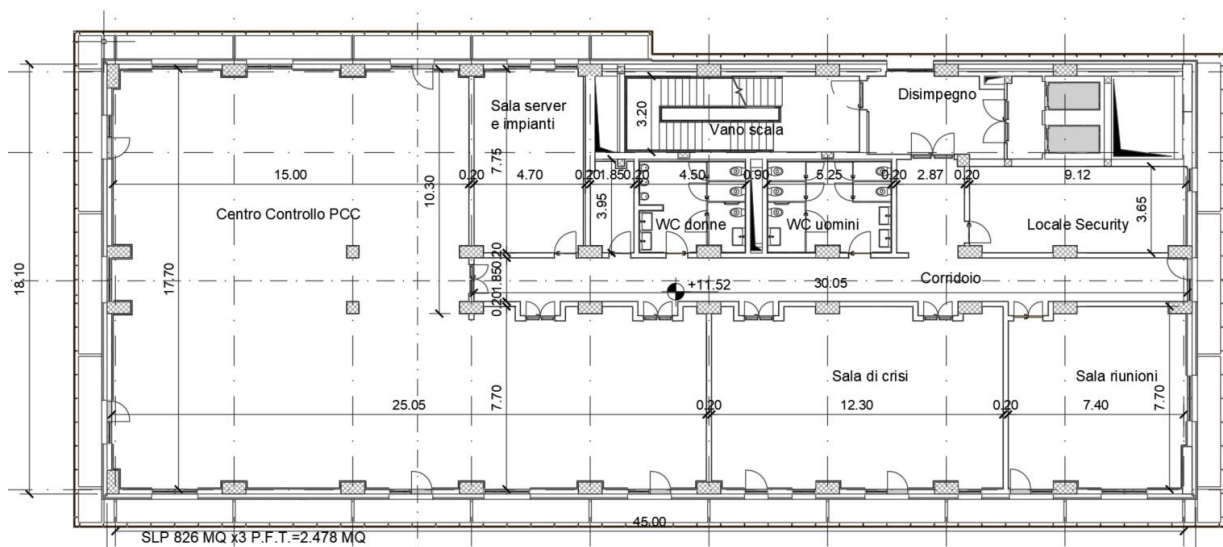 Disimpegno
Sala server
e impianti
3.20
Vano scala
7.75
15.00
0.20
4.70
0.20
1.85
0.20
4.50
0.90
5.25
0.20
2.87
0.20
9.12
10.30
3.95
3.65
Centro Controllo PCC
WC donne
WC uomini
Locale Security
18.10
17.70
0.20
1.85
0.20
+11.52
30.05
Corridoio
Sala di crisi
Sala riunioni
25.05
7.70
0.20
12.30
0.20
7.40
7.70
45.00
SLP 826 MQ x3 P.F.T.=2.478 MQ